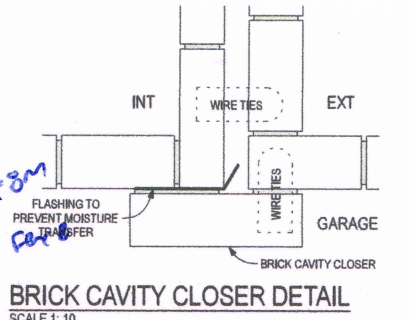 INT
WIRE TIES
EXT
FLASHING TO
PREVENT MOISTURE
TRANSFER
WIRE TIES
GARAGE
BRICK CAVITY CLOSER
BRICK CAVITY CLOSER DETAIL
SCALE 1: 10